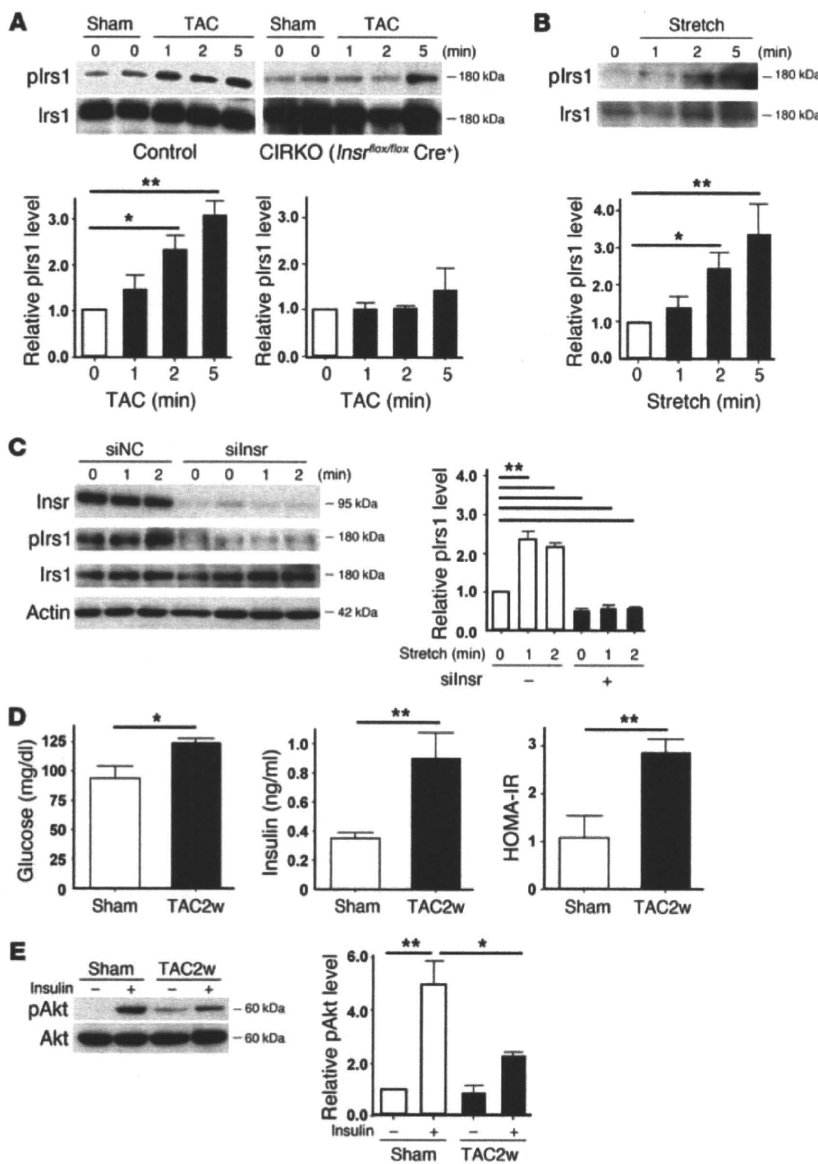 A
Sham TAC Sham TAC
0 0 1 2 5 0 0 1 2 5 (min)
pIrs1 – 180 kDa
Irs1 – 180 kDa
Control CIRKO (Insrflox/flox Cre+)
Relative pIrs1 level
3.0
2.0
1.0
0.0
** *
0 1 2 5
TAC (min)
Relative pIrs1 level
3.0
2.0
1.0
0.0
0 1 2 5
TAC (min)
B
Stretch
0 1 2 5 (min)
pIrs1 – 180 kDa
Irs1 – 180 kDa
Relative pIrs1 level
4.0
3.0
2.0
1.0
0.0
** *
0 1 2 5
Stretch (min)
C
siNC siInsr
0 1 2 0 0 1 2 (min)
Insr – 95 kDa
pIrs1 – 180 kDa
Irs1 – 180 kDa
Actin – 42 kDa
Relative pIrs1 level
4.0
3.0
2.0
1.0
0.0
**
Stretch (min) 0 1 2 0 1 2
siInsr – +
D
Glucose (mg/dl)
125
100
75
50
25
0
*
Sham TAC2w
Insulin (ng/ml)
1.0
0.8
0.6
0.4
0.2
0
**
Sham TAC2w
HOMA-IR
3
2
1
0
**
Sham TAC2w
E
Sham TAC2w
Insulin – + – +
pAkt – 60 kDa
Akt – 60 kDa
Relative pAkt level
6.0
4.0
2.0
0.0
** *
Insulin – + – +
Sham TAC2w